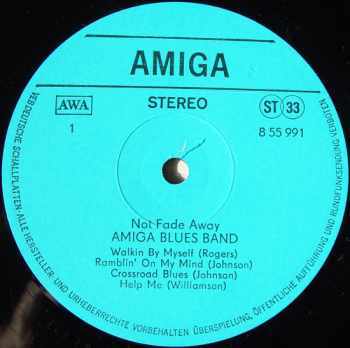 AMIGA
AWA
STEREO
ST 33
1
8 55 991
Not Fade Away
AMIGA BLUES BAND
Walkin By Myself (Rogers)
Ramblin' On My Mind (Johnson)
Crossroad Blues (Johnson)
Help Me (Williamson)
VEB DEUTSCHE SCHALLPLATTEN · ALLE HERSTELLER- UND URHEBERRECHTE VORBEHALTEN ÜBERSPIELUNG, ÖFFENTLICHE AUFFÜHRUNG UND RUNDFUNKSENDUNG VERBOTEN